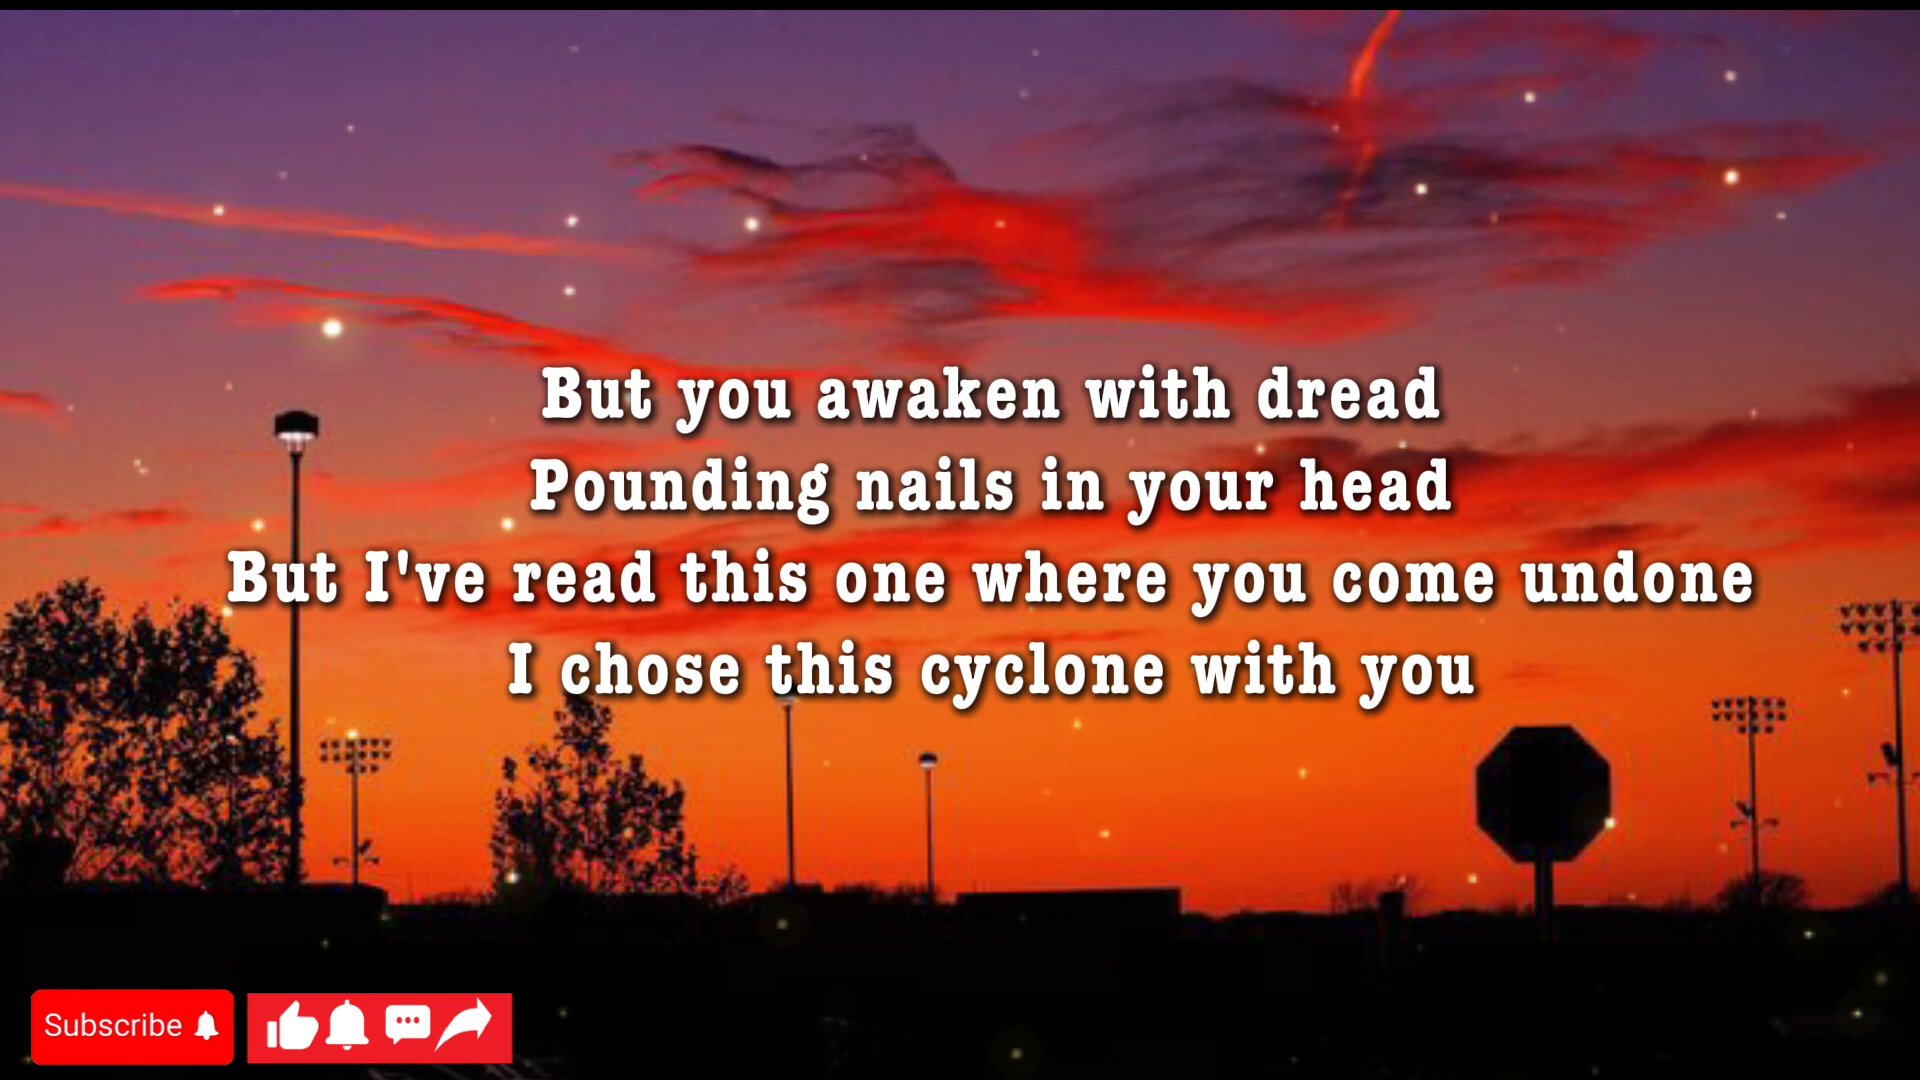 But you awaken with dread
Pounding nails in your head
But I've read this one where you come undone
I chose this cyclone with you
Subscribe